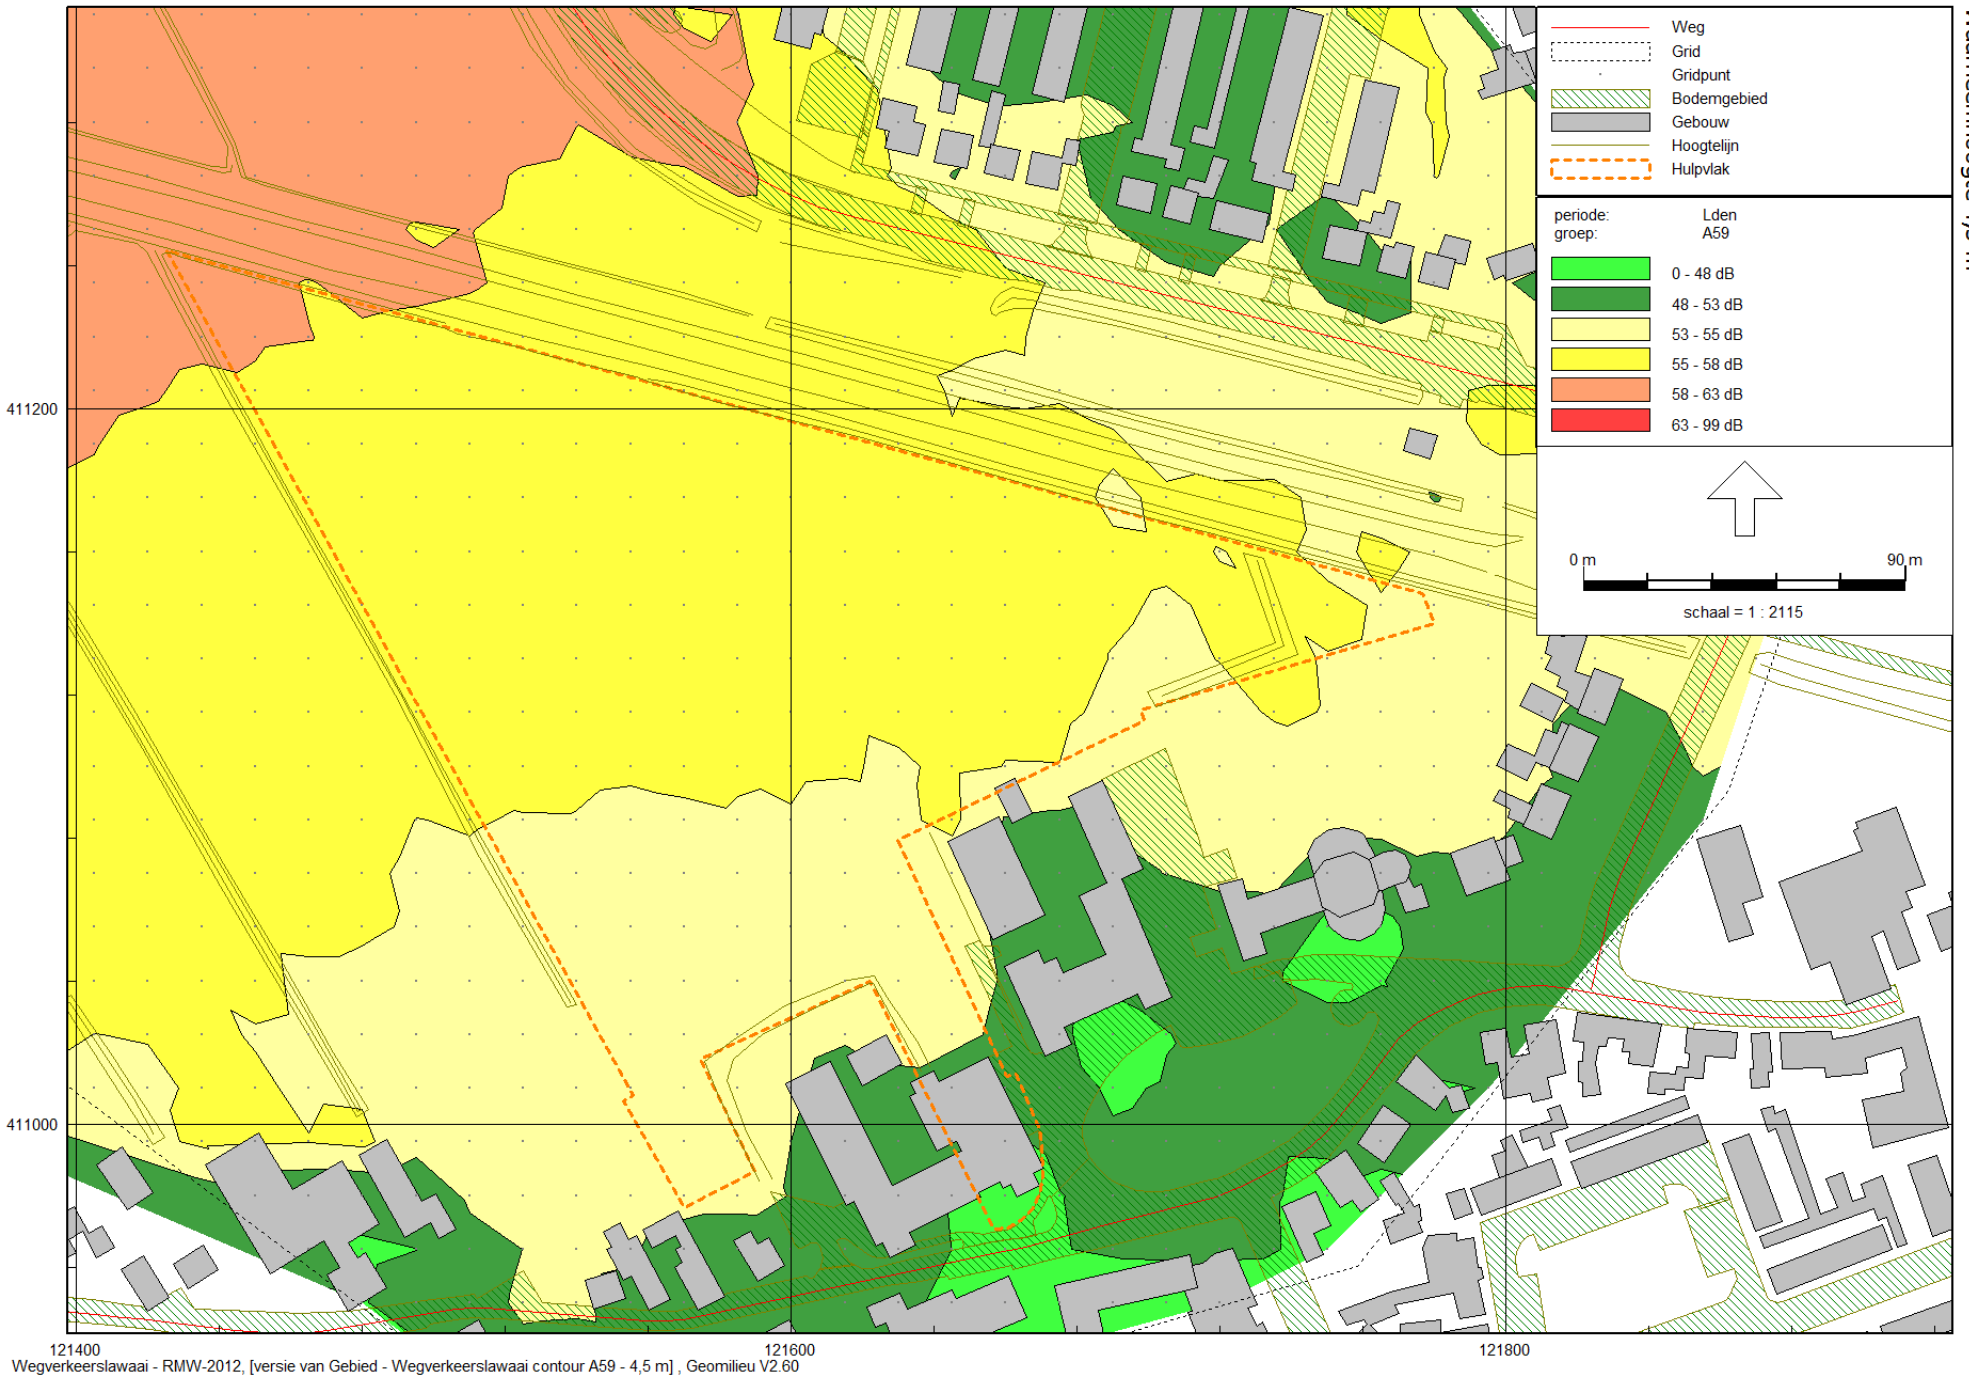 Weg
Grid
Gridpunt
Bodemgebied
Gebouw
Hoogtelijn
Hulpvlak
periode: Lden
groep: A59
0 - 48 dB
48 - 53 dB
53 - 55 dB
55 - 58 dB
58 - 63 dB
63 - 99 dB
0 m 90 m
schaal = 1 : 2115
411200
411000
121400 121600 121800
Wegverkeerslawaai - RMW-2012, [versie van Gebied - Wegverkeerslawaai contour A59 - 4,5 m] , Geomilieu V2.60